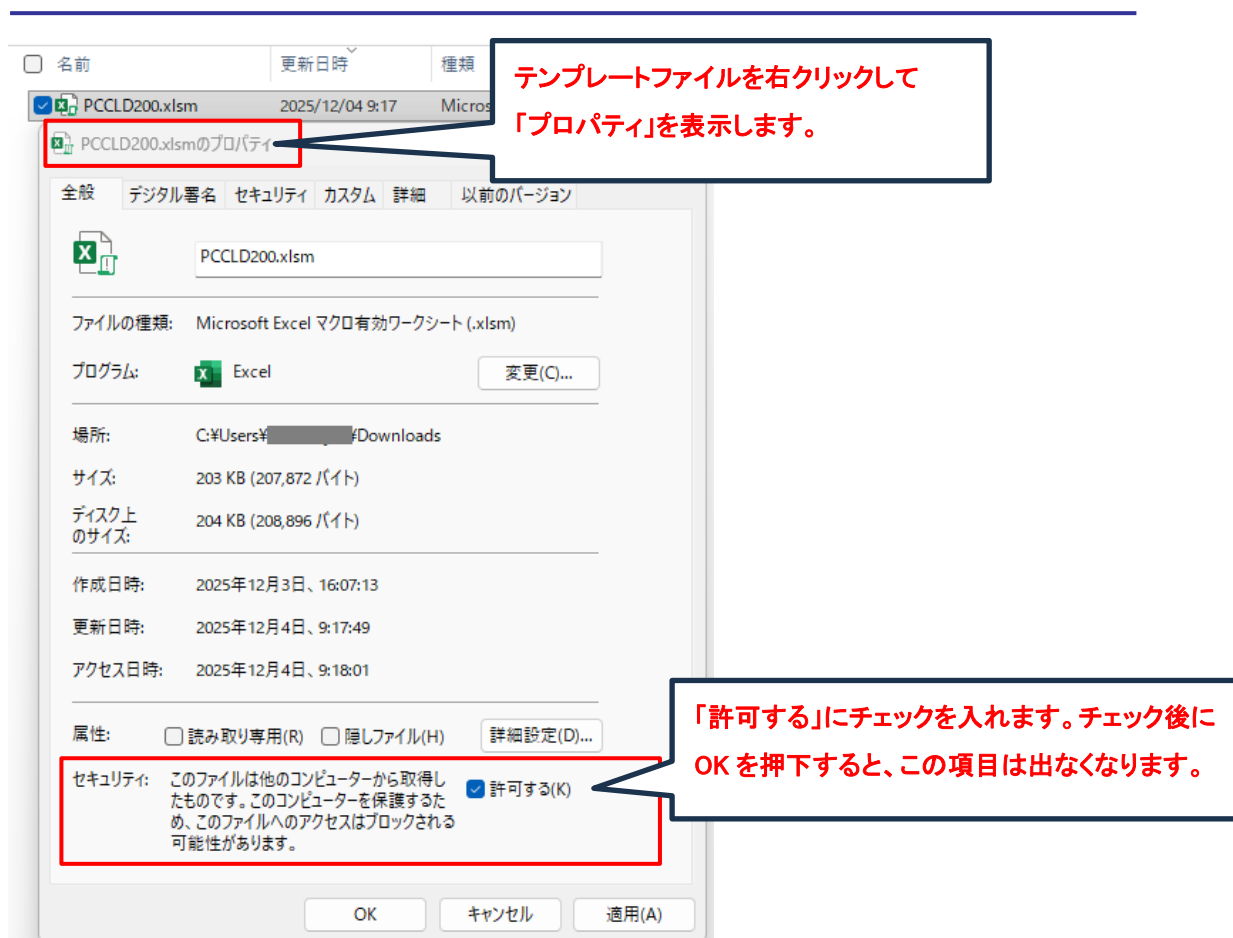 名前 更新日時 種類
テンプレートファイルを右クリックして
「プロパティ」を表示します。
PCCLD200.xlsm 2025/12/04 9:17 Micros
PCCLD200.xlsmのプロパティ
全般 デジタル署名 セキュリティ カスタム 詳細 以前のバージョン
PCCLD200.xlsm
ファイルの種類: Microsoft Excel マクロ有効ワークシート (.xlsm)
プログラム: Excel 変更(C)...
場所: C:¥Users¥ ¥Downloads
サイズ: 203 KB (207,872 バイト)
ディスク上
のサイズ: 204 KB (208,896 バイト)
作成日時: 2025年12月3日、16:07:13
更新日時: 2025年12月4日、9:17:49
アクセス日時: 2025年12月4日、9:18:01
属性: 読み取り専用(R) 隠しファイル(H) 詳細設定(D)...
「許可する」にチェックを入れます。チェック後に
OK を押下すると、この項目は出なくなります。
セキュリティ: このファイルは他のコンピューターから取得し
たものです。このコンピューターを保護するた
め、このファイルへのアクセスはブロックされる
可能性があります。
許可する(K)
OK キャンセル 適用(A)